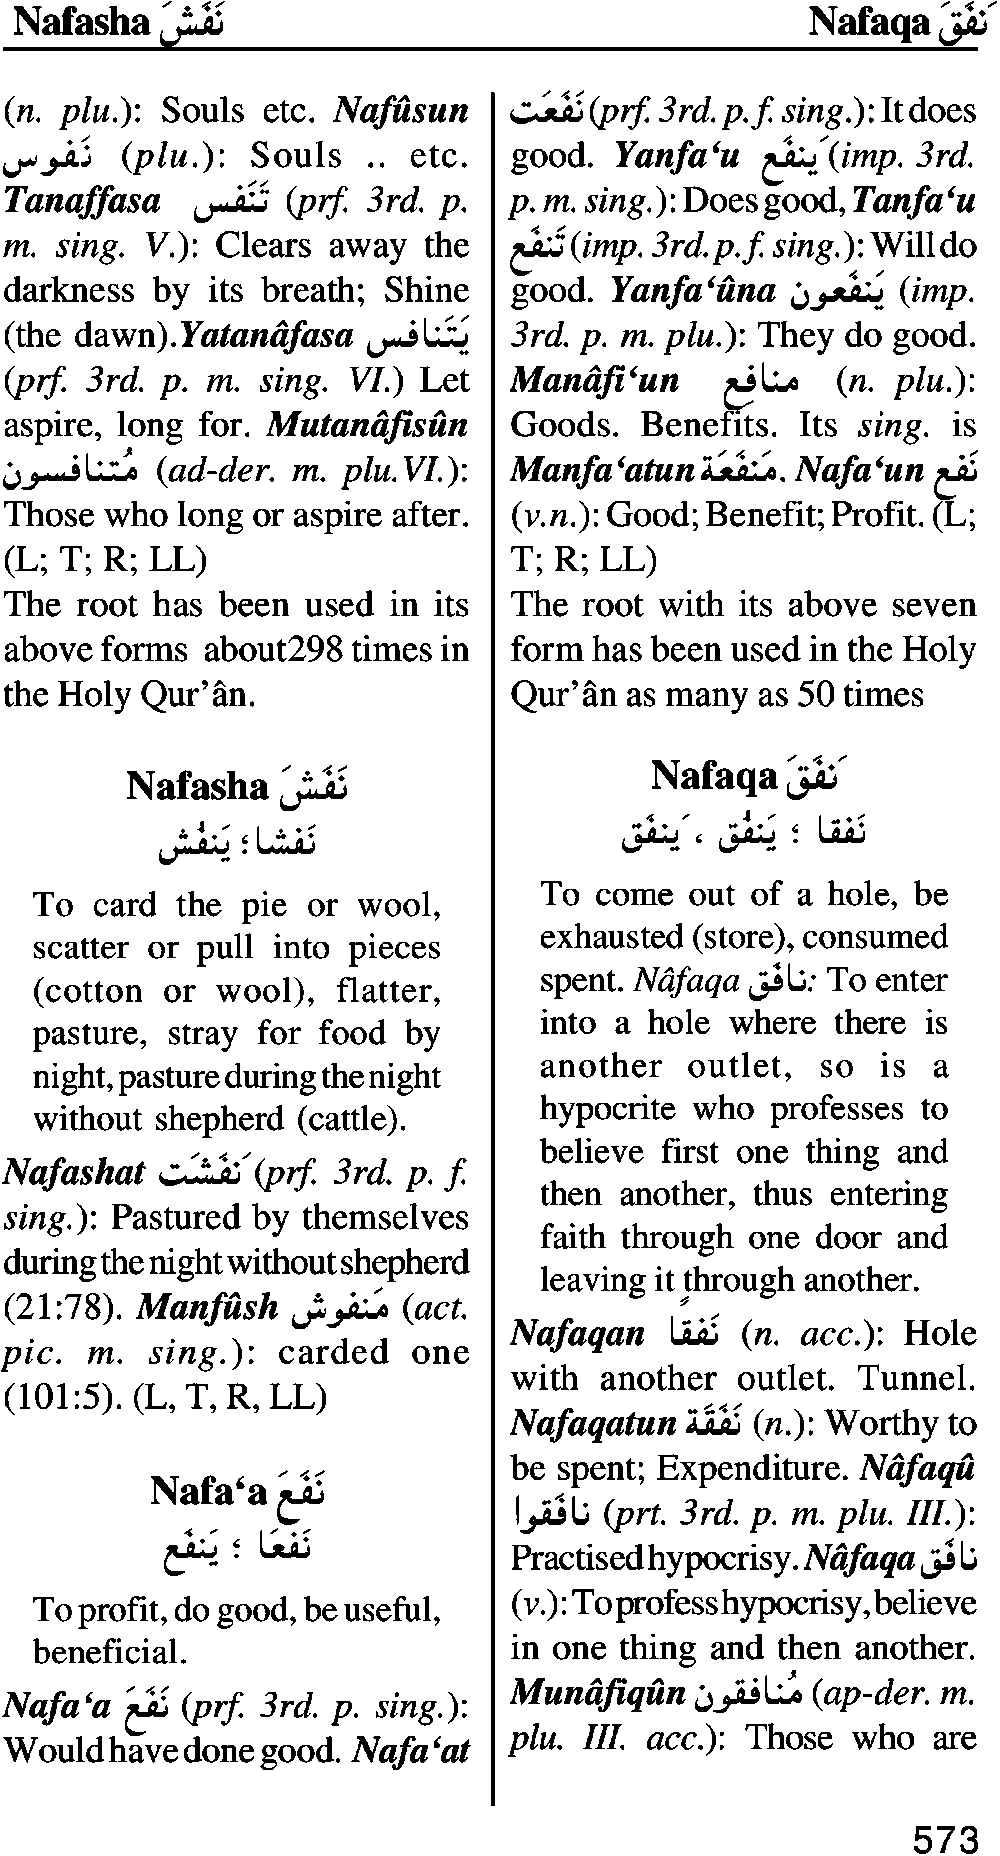 Nafasha نَفَشَ Nafaqa نَفَقَ
(n. plu.): Souls etc. Nafûsun
نَفوس (plu.): Souls .. etc.
Tanaffasa تَنَفس (prf. 3rd. p.
m. sing. V.): Clears away the
darkness by its breath; Shine
(the dawn).Yatanâfasa يَتَنافس
(prf. 3rd. p. m. sing. VI.) Let
aspire, long for. Mutanâfisûn
مُتنافسون (ad-der. m. plu.VI.):
Those who long or aspire after.
(L; T; R; LL)
The root has been used in its
above forms about298 times in
the Holy Qur’ân.
Nafasha نَفَشَ
نَفشا؛ يَنفُش
To card the pie or wool,
scatter or pull into pieces
(cotton or wool), flatter,
pasture, stray for food by
night, pasture during the night
without shepherd (cattle).
Nafashat نَفَشَت (prf. 3rd. p. f.
sing.): Pastured by themselves
during the night without shepherd
(21:78). Manfûsh مَنفوش (act.
pic. m. sing.): carded one
(101:5). (L, T, R, LL)
Nafa‘a نَفَعَ
نَفعَا ؛ يَنفَع
To profit, do good, be useful,
beneficial.
Nafa‘a نَفَعَ (prf. 3rd. p. sing.):
Would have done good. Nafa‘at
نَفَعَت (prf. 3rd. p. f. sing.): It does
good. Yanfa‘u يَنفَع (imp. 3rd.
p. m. sing.): Does good, Tanfa‘u
تَنفَع (imp. 3rd. p. f. sing.): Will do
good. Yanfa‘ûna يَنفَعون (imp.
3rd. p. m. plu.): They do good.
Manâfi‘un منافع (n. plu.):
Goods. Benefits. Its sing. is
Manfa‘atun مَنفَعَة. Nafa‘un نَفع
(v.n.): Good; Benefit; Profit. (L;
T; R; LL)
The root with its above seven
form has been used in the Holy
Qur’ân as many as 50 times
Nafaqa نَفَقَ
نَفَقا ؛ يَنفُق ، يَنفَق
To come out of a hole, be
exhausted (store), consumed
spent. Nâfaqa نافَق: To enter
into a hole where there is
another outlet, so is a
hypocrite who professes to
believe first one thing and
then another, thus entering
faith through one door and
leaving it through another.
Nafaqan نَفَقاً (n. acc.): Hole
with another outlet. Tunnel.
Nafaqatun نَفَقَة (n.): Worthy to
be spent; Expenditure. Nâfaqû
نافَقوا (prt. 3rd. p. m. plu. III.):
Practised hypocrisy. Nâfaqa نافَق
(v.): To profess hypocrisy, believe
in one thing and then another.
Munâfiqûn مُنافقون (ap-der. m.
plu. III. acc.): Those who are
573